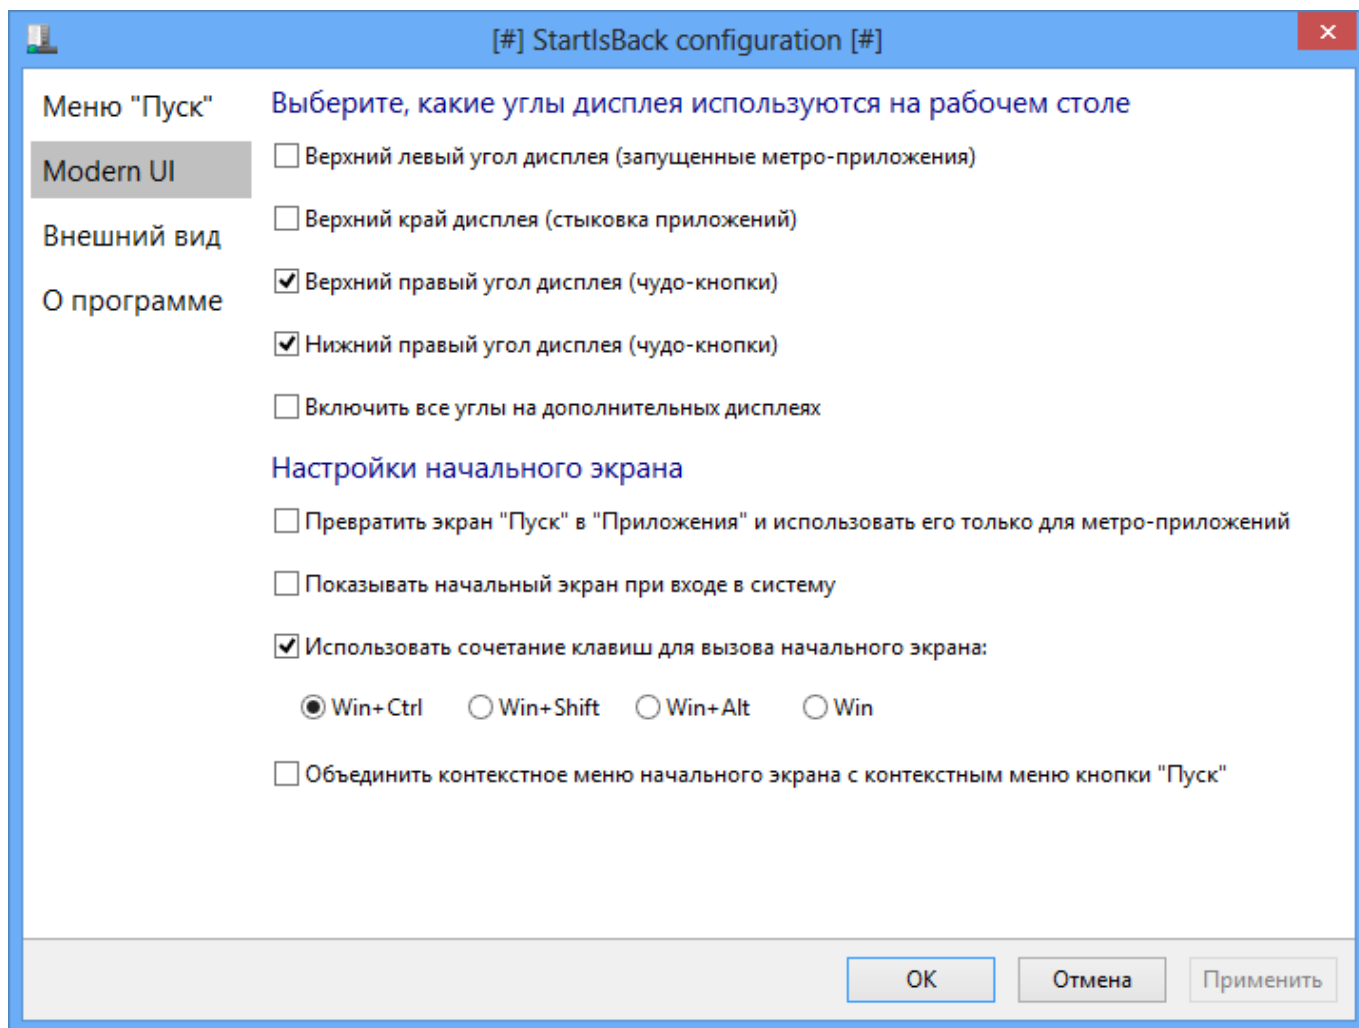 [#] StartIsBack configuration [#]
Меню "Пуск"
Modern UI
Внешний вид
О программе
Выберите, какие углы дисплея используются на рабочем столе
Верхний левый угол дисплея (запущенные метро-приложения)
Верхний край дисплея (стыковка приложений)
Верхний правый угол дисплея (чудо-кнопки)
Нижний правый угол дисплея (чудо-кнопки)
Включить все углы на дополнительных дисплеях
Настройки начального экрана
Превратить экран "Пуск" в "Приложения" и использовать его только для метро-приложений
Показывать начальный экран при входе в систему
Использовать сочетание клавиш для вызова начального экрана:
Win+Ctrl Win+Shift Win+Alt Win
Объединить контекстное меню начального экрана с контекстным меню кнопки "Пуск"
OK Отмена Применить